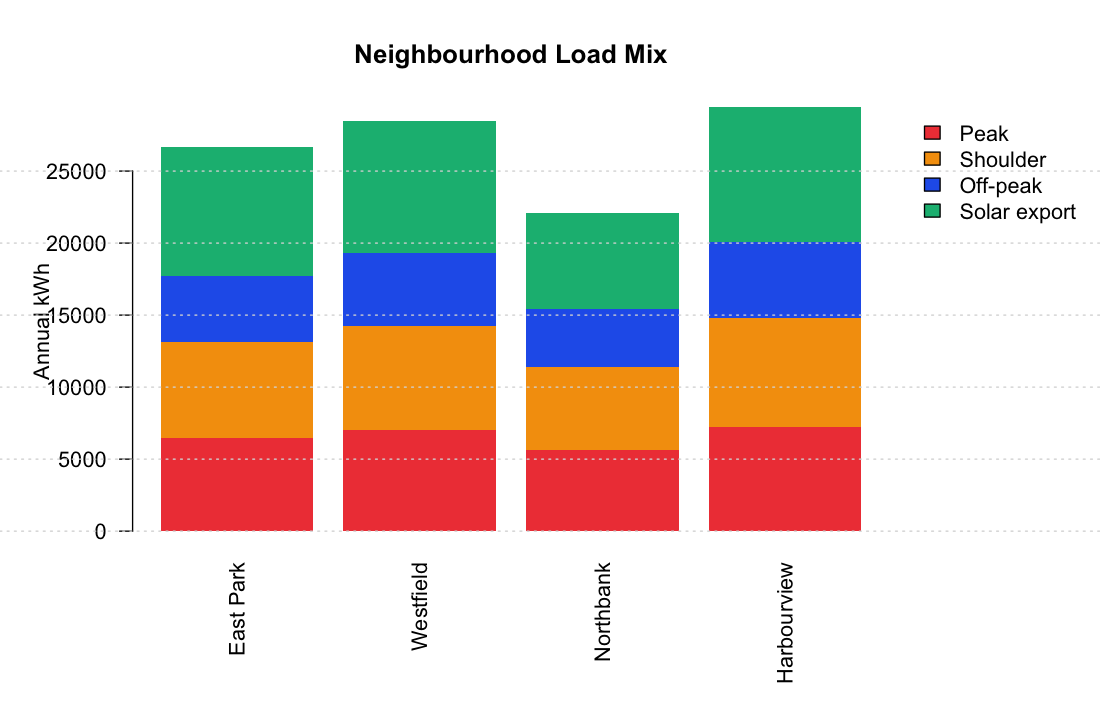 Neighbourhood Load Mix
Annual kWh
25000
20000
15000
10000
5000
0
East Park
Westfield
Northbank
Harbourview
Peak
Shoulder
Off-peak
Solar export